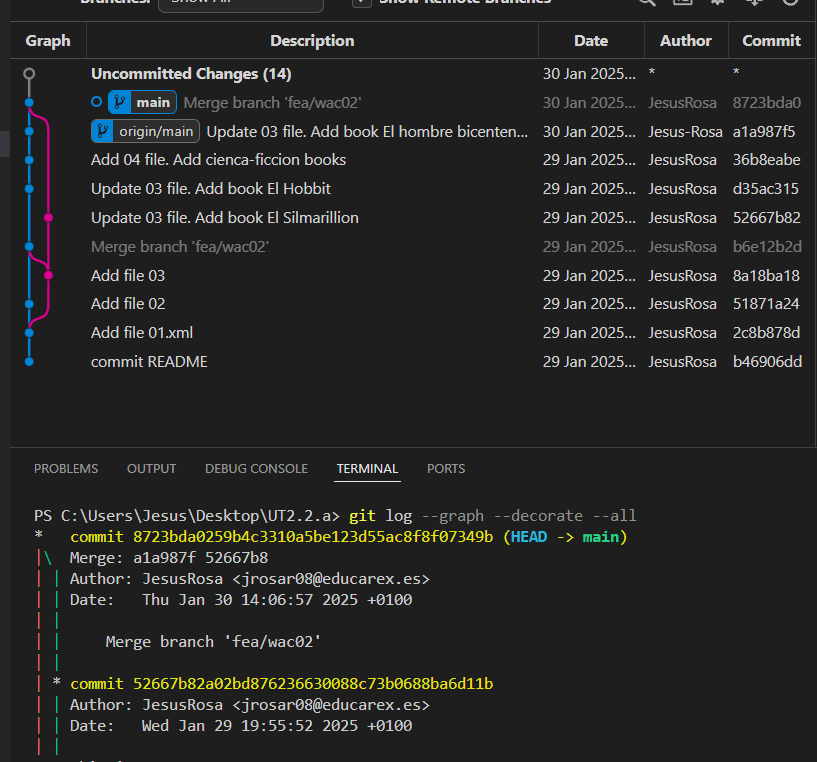 Branches: Show All Show Remote Branches
Graph Description Date Author Commit
Uncommitted Changes (14) 30 Jan 2025... * *
main Merge branch 'fea/wac02' 30 Jan 2025... JesusRosa 8723bda0
origin/main Update 03 file. Add book El hombre bicenten... 30 Jan 2025... Jesus-Rosa a1a987f5
Add 04 file. Add cienca-ficcion books 29 Jan 2025... JesusRosa 36b8eabe
Update 03 file. Add book El Hobbit 29 Jan 2025... JesusRosa d35ac315
Update 03 file. Add book El Silmarillion 29 Jan 2025... JesusRosa 52667b82
Merge branch 'fea/wac02' 29 Jan 2025... JesusRosa b6e12b2d
Add file 03 29 Jan 2025... JesusRosa 8a18ba18
Add file 02 29 Jan 2025... JesusRosa 51871a24
Add file 01.xml 29 Jan 2025... JesusRosa 2c8b878d
commit README 29 Jan 2025... JesusRosa b46906dd
PROBLEMS OUTPUT DEBUG CONSOLE TERMINAL PORTS
PS C:\Users\Jesus\Desktop\UT2.2.a> git log --graph --decorate --all
* commit 8723bda0259b4c3310a5be123d55ac8f8f07349b (HEAD -> main)
|\ Merge: a1a987f 52667b8
| | Author: JesusRosa <jrosar08@educarex.es>
| | Date: Thu Jan 30 14:06:57 2025 +0100
| |
| | Merge branch 'fea/wac02'
| |
| * commit 52667b82a02bd876236630088c73b0688ba6d11b
| | Author: JesusRosa <jrosar08@educarex.es>
| | Date: Wed Jan 29 19:55:52 2025 +0100
| |